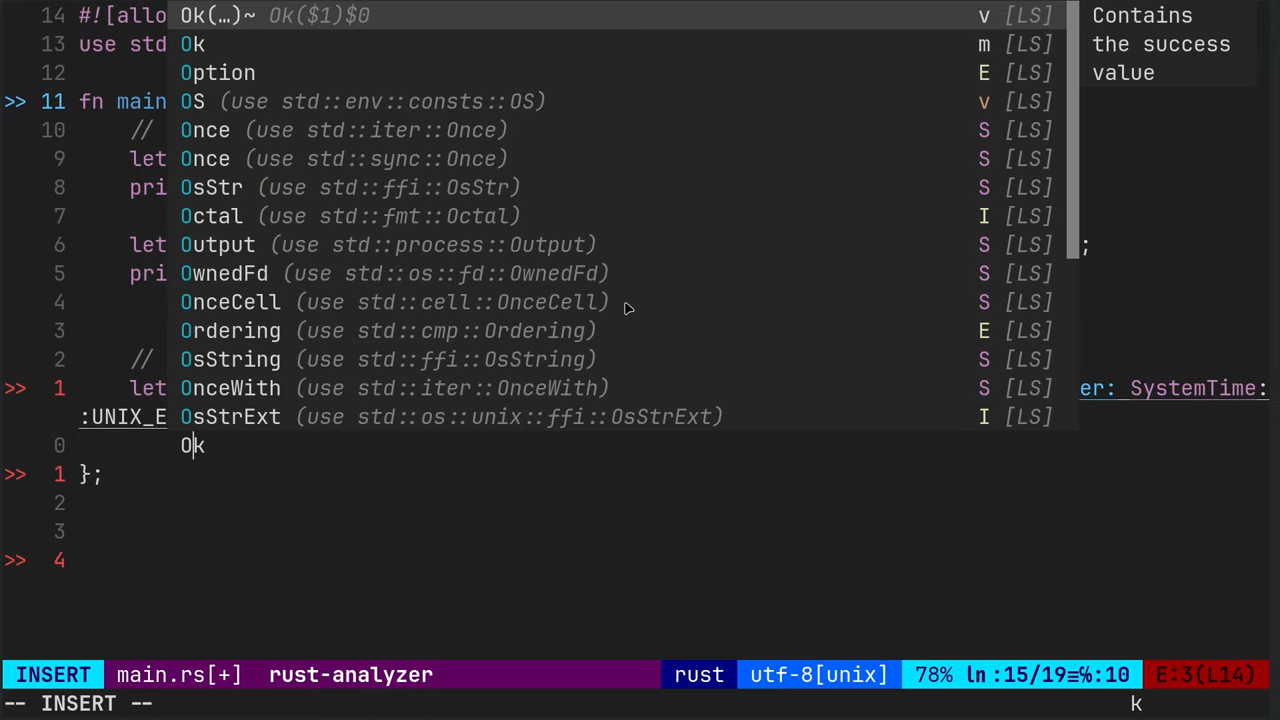 14 #![allo Ok(…)~ Ok($1)$0 v [LS] Contains
13 use std Ok m [LS] the success
12 Option E [LS] value
>> 11 fn main OS (use std::env::consts::OS) v [LS]
10 // Once (use std::iter::Once) S [LS]
9 let Once (use std::sync::Once) S [LS]
8 pri OsStr (use std::ffi::OsStr) S [LS]
7 Octal (use std::fmt::Octal) I [LS]
6 let Output (use std::process::Output) S [LS] ;
5 pri OwnedFd (use std::os::fd::OwnedFd) S [LS]
4 OnceCell (use std::cell::OnceCell) S [LS]
3 Ordering (use std::cmp::Ordering) E [LS]
2 // OsString (use std::ffi::OsString) S [LS]
>> 1 let OnceWith (use std::iter::OnceWith) S [LS] er: SystemTime:
:UNIX_E OsStrExt (use std::os::unix::ffi::OsStrExt) I [LS]
0 Ok
>> 1 };
2
3
>> 4
INSERT main.rs[+] rust-analyzer rust utf-8[unix] 78% ln:15/19≡℅:10 E:3(L14)
-- INSERT -- k